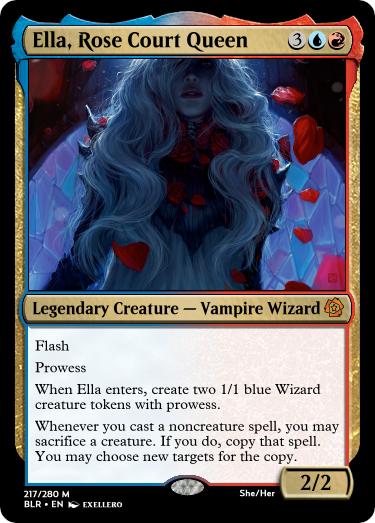 Ella, Rose Court Queen 3
Legendary Creature — Vampire Wizard
Flash
Prowess
When Ella enters, create two 1/1 blue Wizard
creature tokens with prowess.
Whenever you cast a noncreature spell, you may
sacrifice a creature. If you do, copy that spell.
You may choose new targets for the copy.
2/2
217/280 M She/Her
BLR • EN EXELLERO